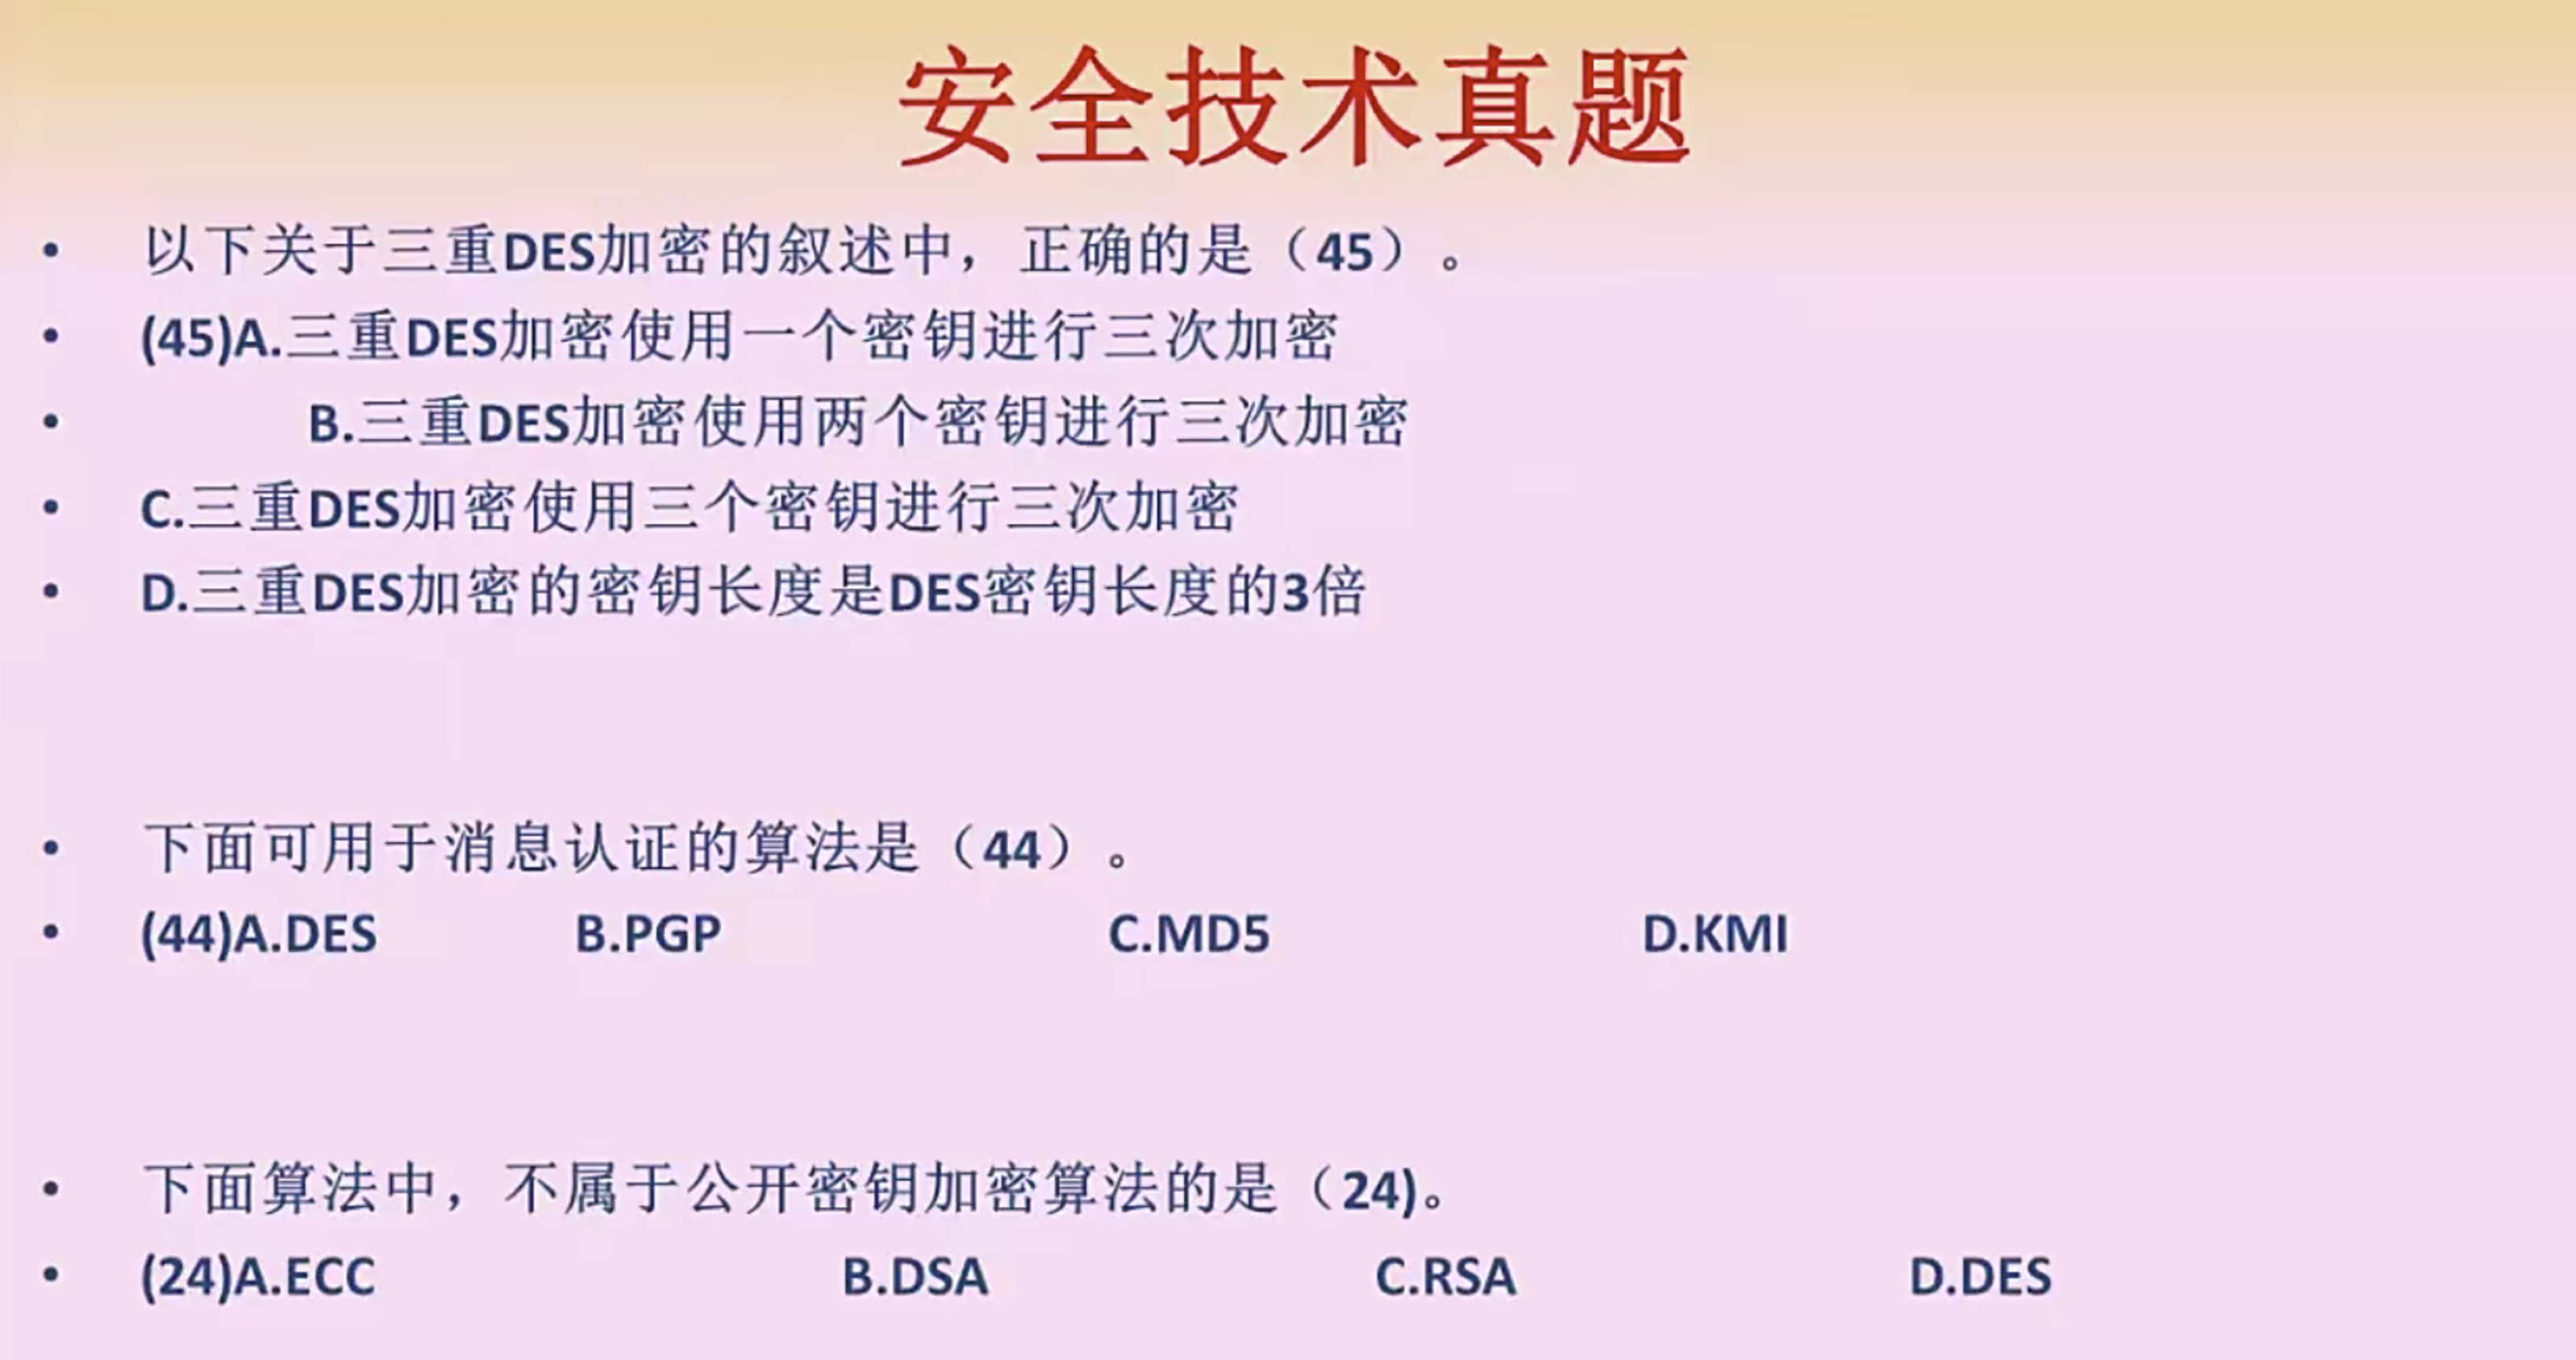 安全技术真题
• 以下关于三重DES加密的叙述中，正确的是（45）。
• (45)A.三重DES加密使用一个密钥进行三次加密
• B.三重DES加密使用两个密钥进行三次加密
• C.三重DES加密使用三个密钥进行三次加密
• D.三重DES加密的密钥长度是DES密钥长度的3倍
• 下面可用于消息认证的算法是（44）。
• (44)A.DES B.PGP C.MD5 D.KMI
• 下面算法中，不属于公开密钥加密算法的是（24)。
• (24)A.ECC B.DSA C.RSA D.DES